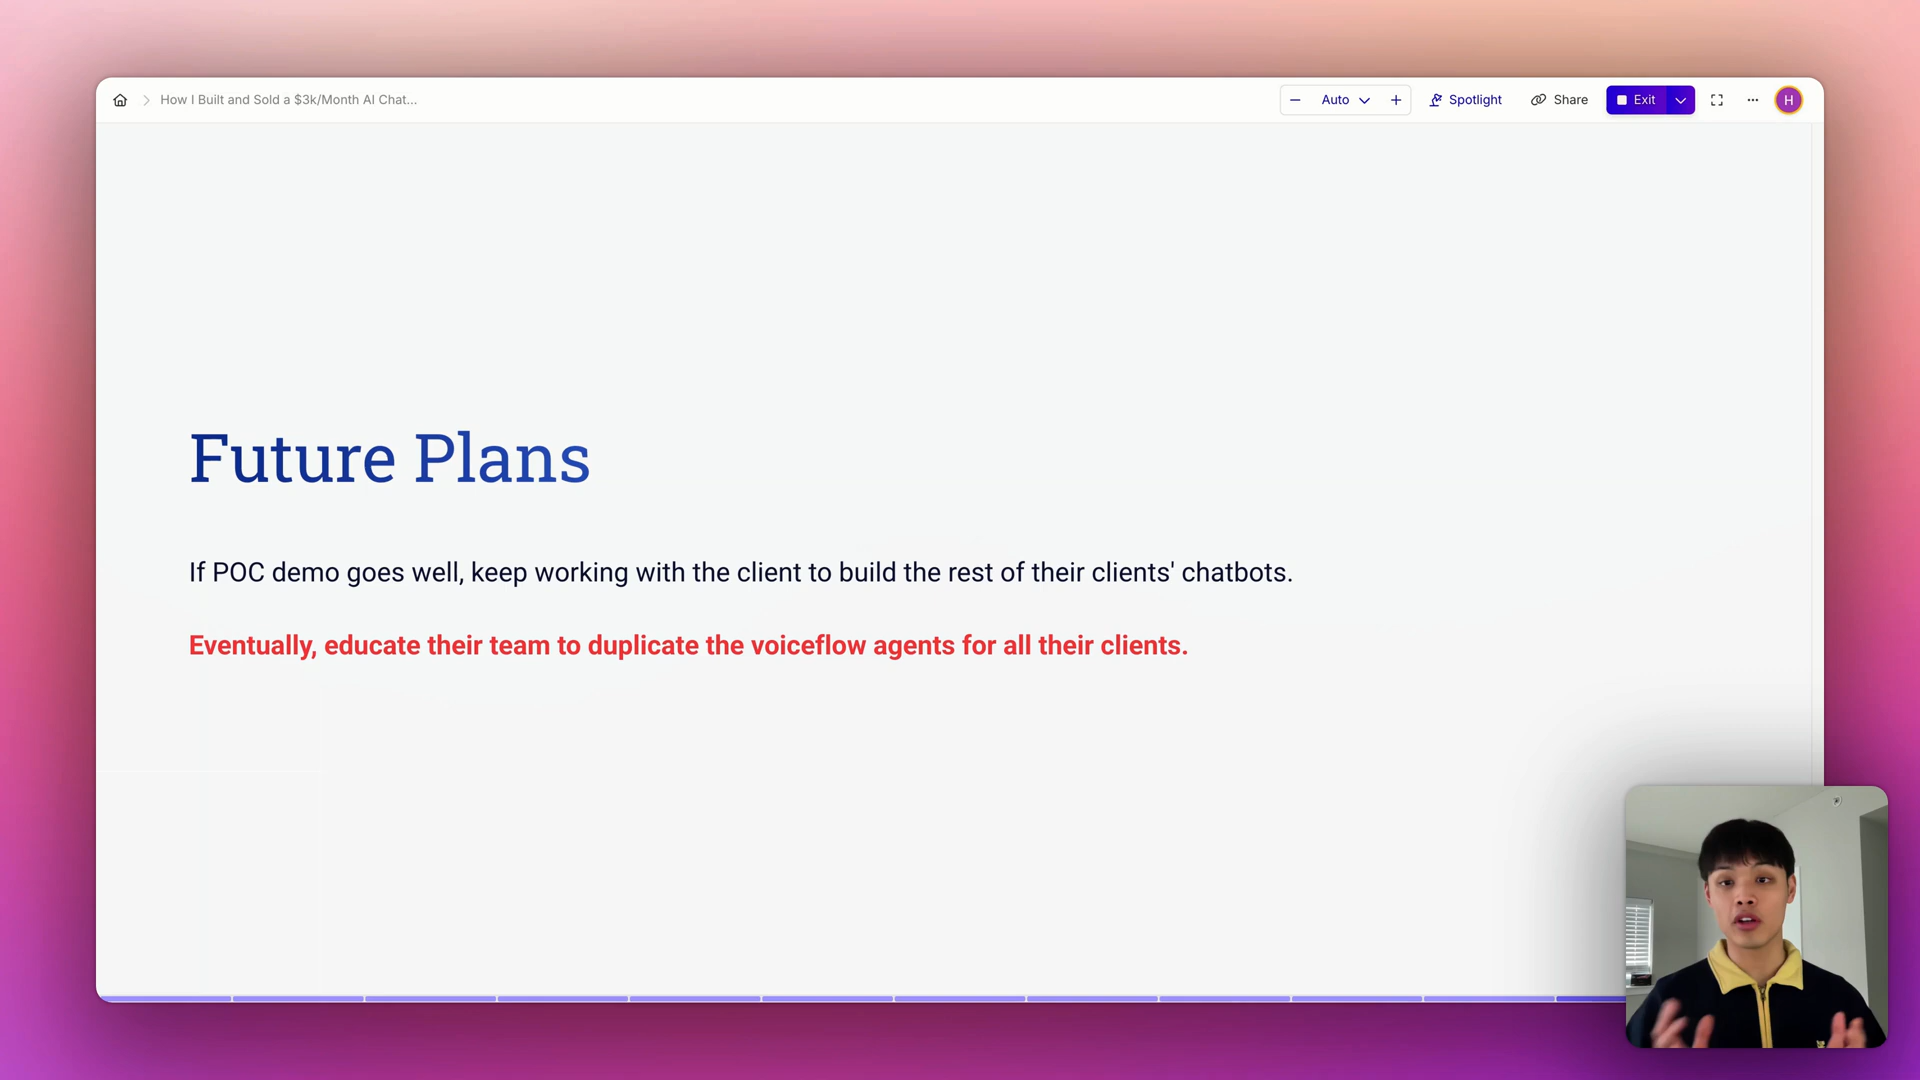 How I Built and Sold a $3k/Month AI Chat...
Auto
Spotlight
Share
Exit
H
Future Plans
If POC demo goes well, keep working with the client to build the rest of their clients' chatbots.
Eventually, educate their team to duplicate the voiceflow agents for all their clients.